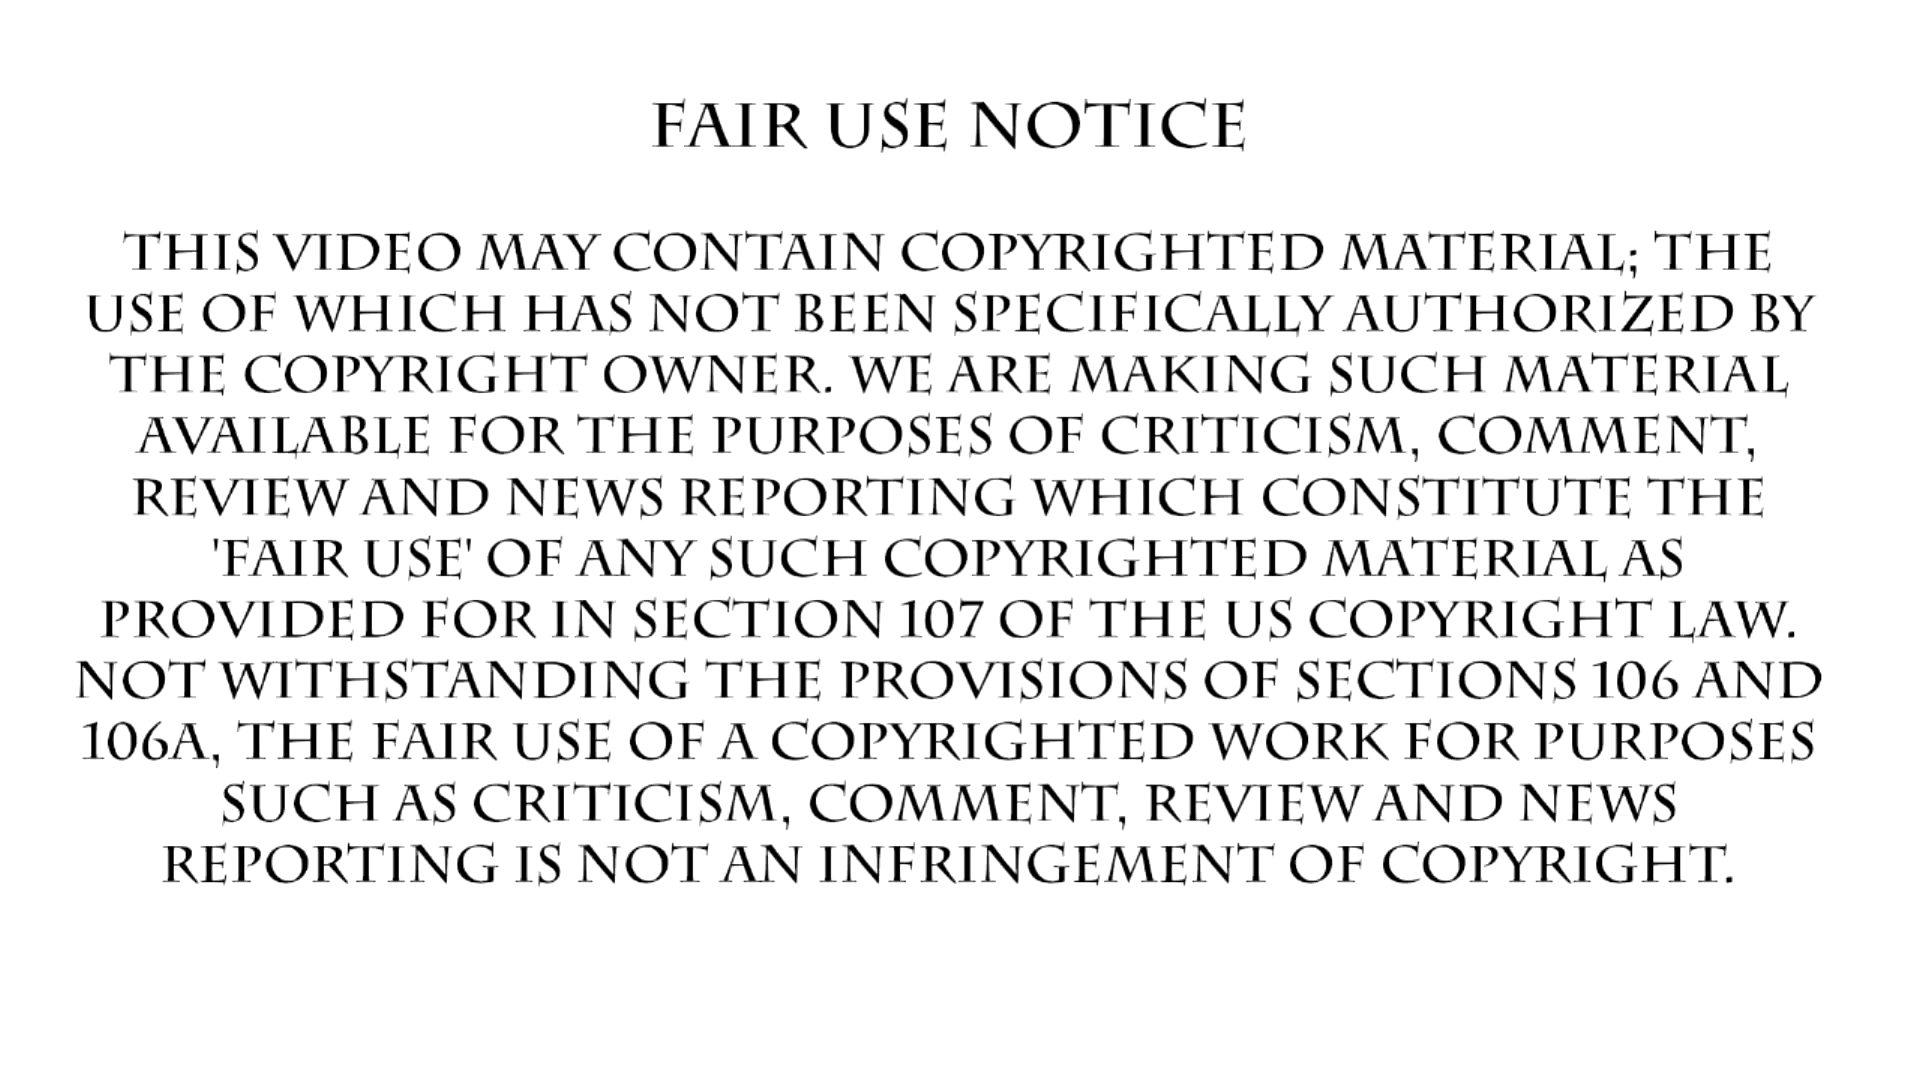 FAIR USE NOTICE
THIS VIDEO MAY CONTAIN COPYRIGHTED MATERIAL; THE
USE OF WHICH HAS NOT BEEN SPECIFICALLY AUTHORIZED BY
THE COPYRIGHT OWNER. WE ARE MAKING SUCH MATERIAL
AVAILABLE FOR THE PURPOSES OF CRITICISM, COMMENT,
REVIEW AND NEWS REPORTING WHICH CONSTITUTE THE
'FAIR USE' OF ANY SUCH COPYRIGHTED MATERIAL AS
PROVIDED FOR IN SECTION 107 OF THE US COPYRIGHT LAW.
NOT WITHSTANDING THE PROVISIONS OF SECTIONS 106 AND
106A, THE FAIR USE OF A COPYRIGHTED WORK FOR PURPOSES
SUCH AS CRITICISM, COMMENT, REVIEW AND NEWS
REPORTING IS NOT AN INFRINGEMENT OF COPYRIGHT.